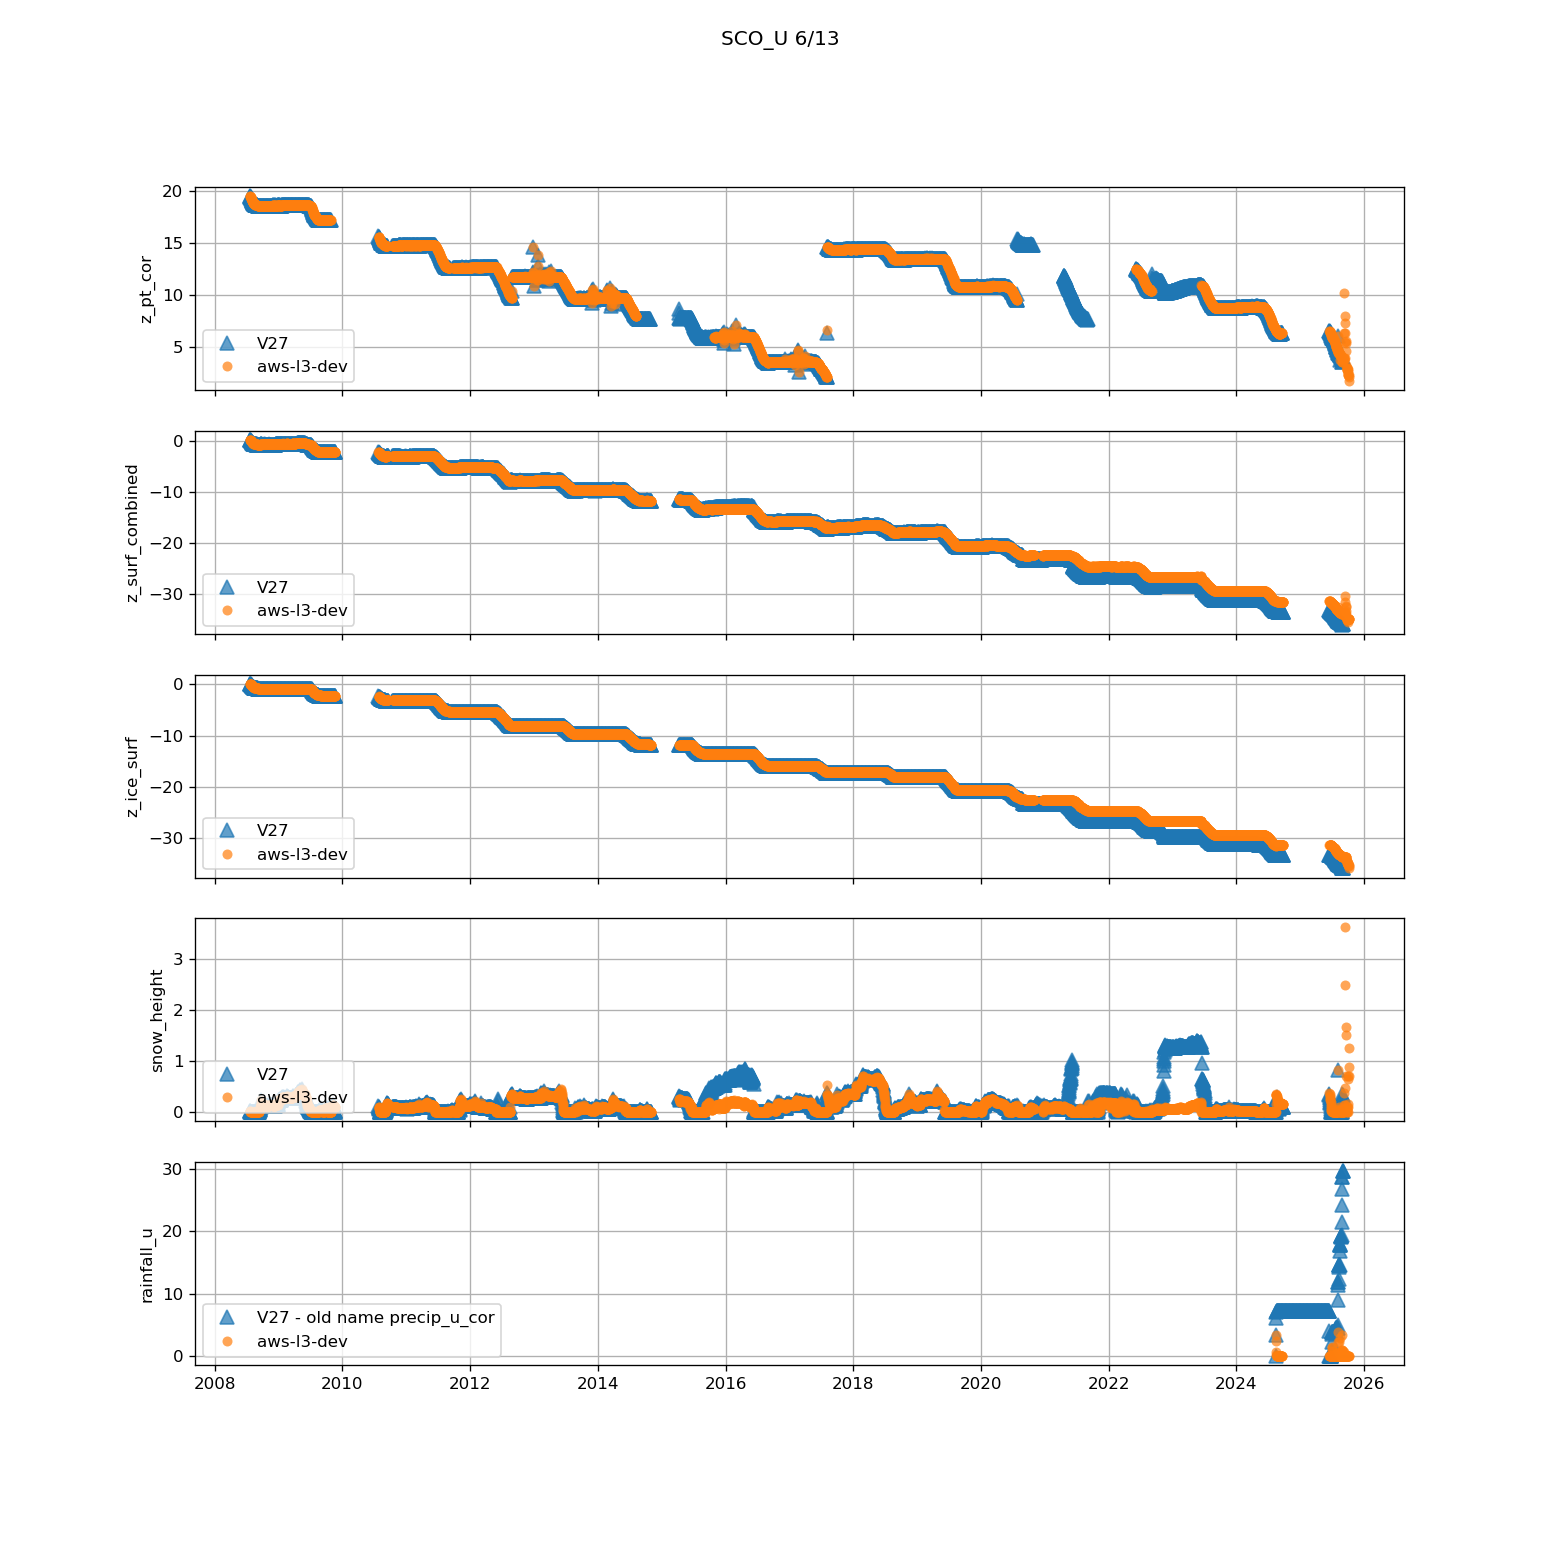 SCO_U 6/13
z_pt_cor
20
15
10
5
V27
aws-l3-dev
z_surf_combined
0
−10
−20
−30
V27
aws-l3-dev
z_ice_surf
0
−10
−20
−30
V27
aws-l3-dev
snow_height
3
2
1
0
V27
aws-l3-dev
rainfall_u
30
20
10
0
V27 - old name precip_u_cor
aws-l3-dev
2008 2010 2012 2014 2016 2018 2020 2022 2024 2026